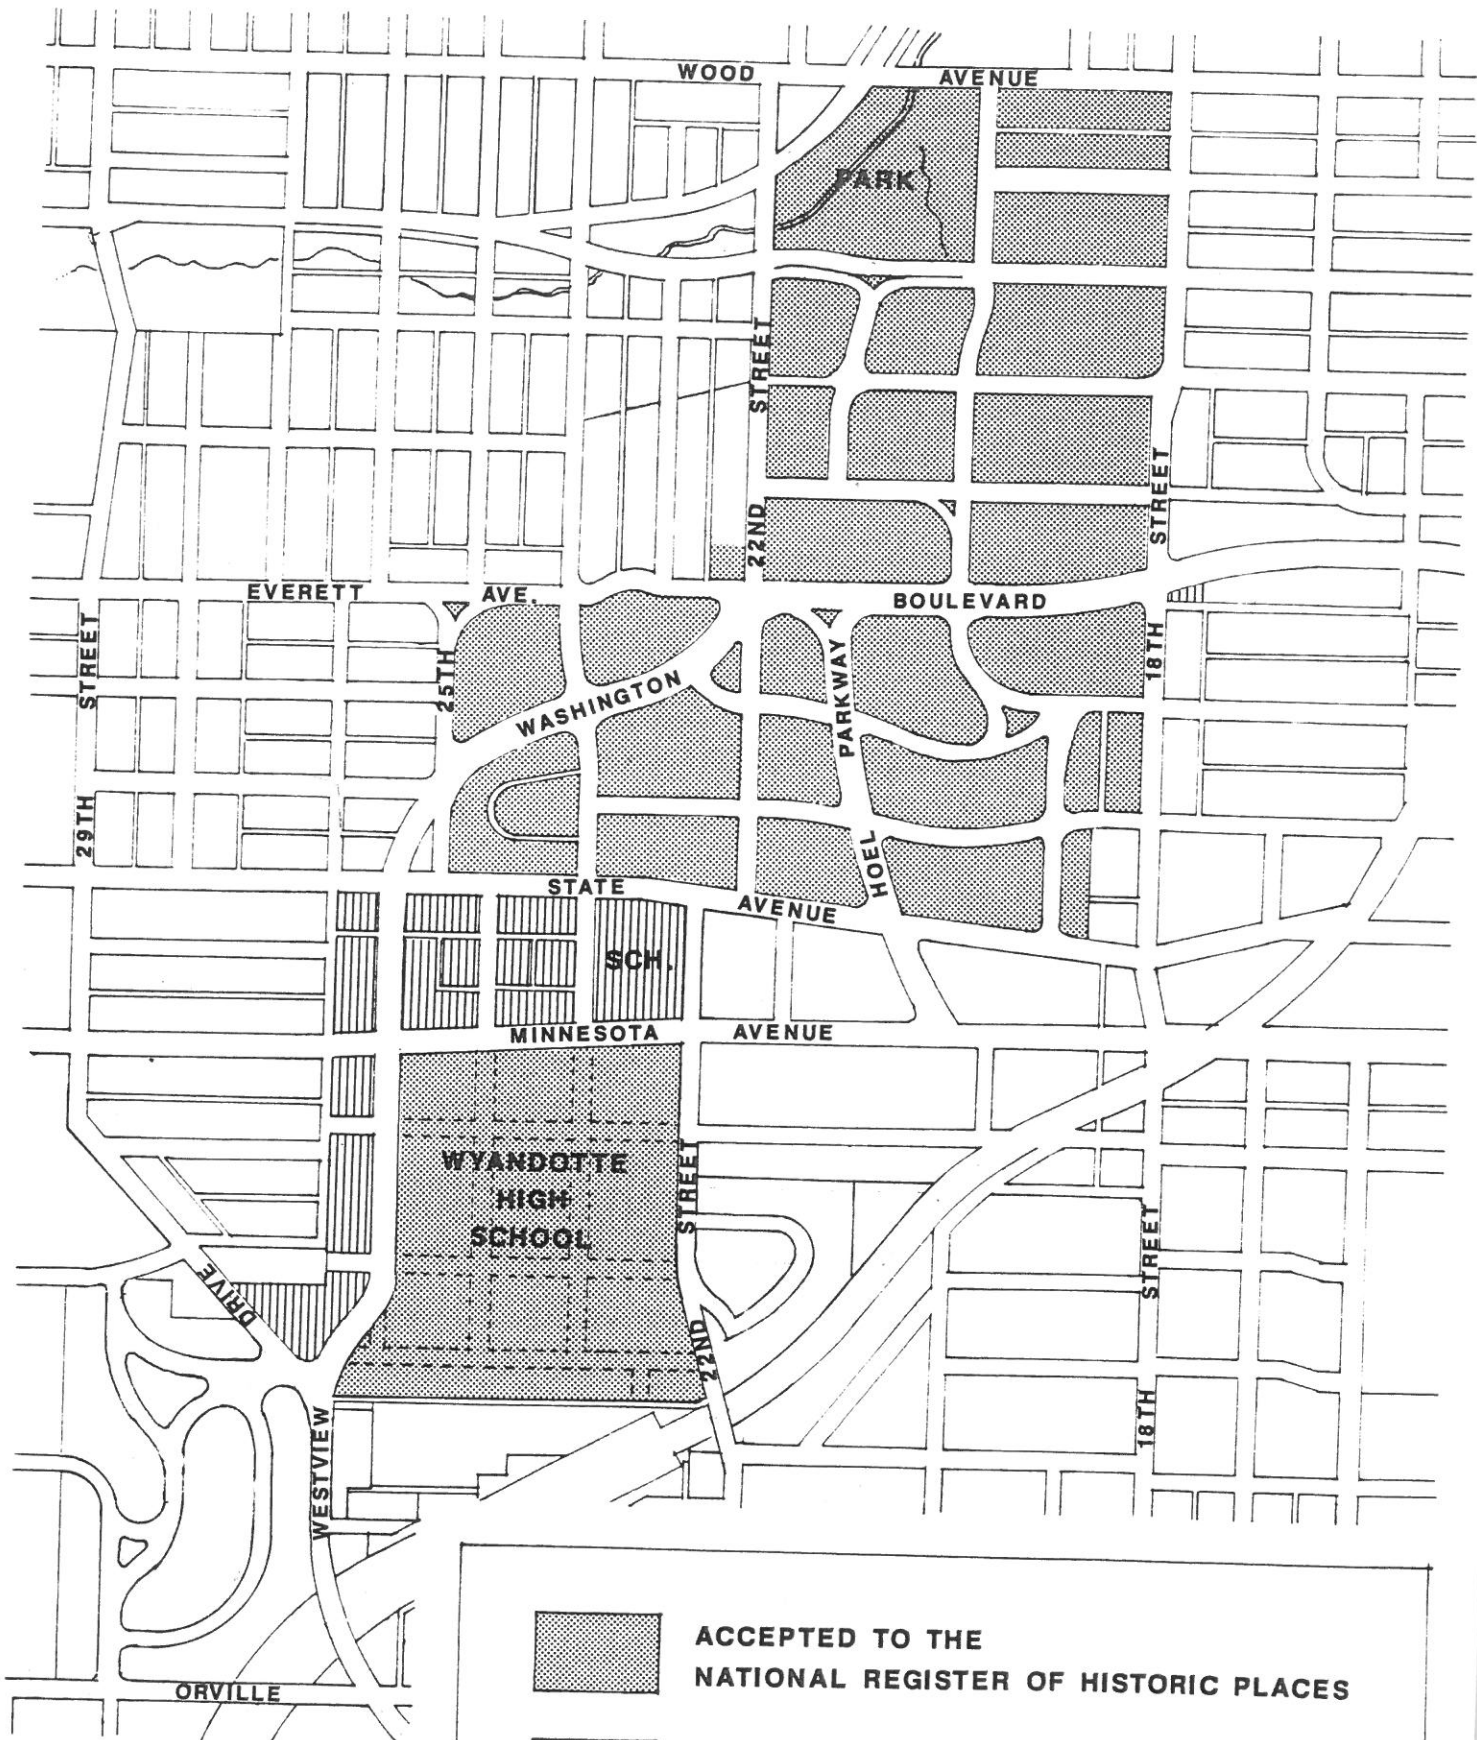 WOOD AVENUE
PARK
STREET
22ND
STREET
18TH
EVERETT AVE.
BOULEVARD
STREET
29TH
25TH
WASHINGTON
PARKWAY
HOEL
STATE AVENUE
SCH.
MINNESOTA AVENUE
WYANDOTTE
HIGH
SCHOOL
STREET
22ND
STREET
18TH
DRIVE
WESTVIEW
ORVILLE
ACCEPTED TO THE
NATIONAL REGISTER OF HISTORIC PLACES